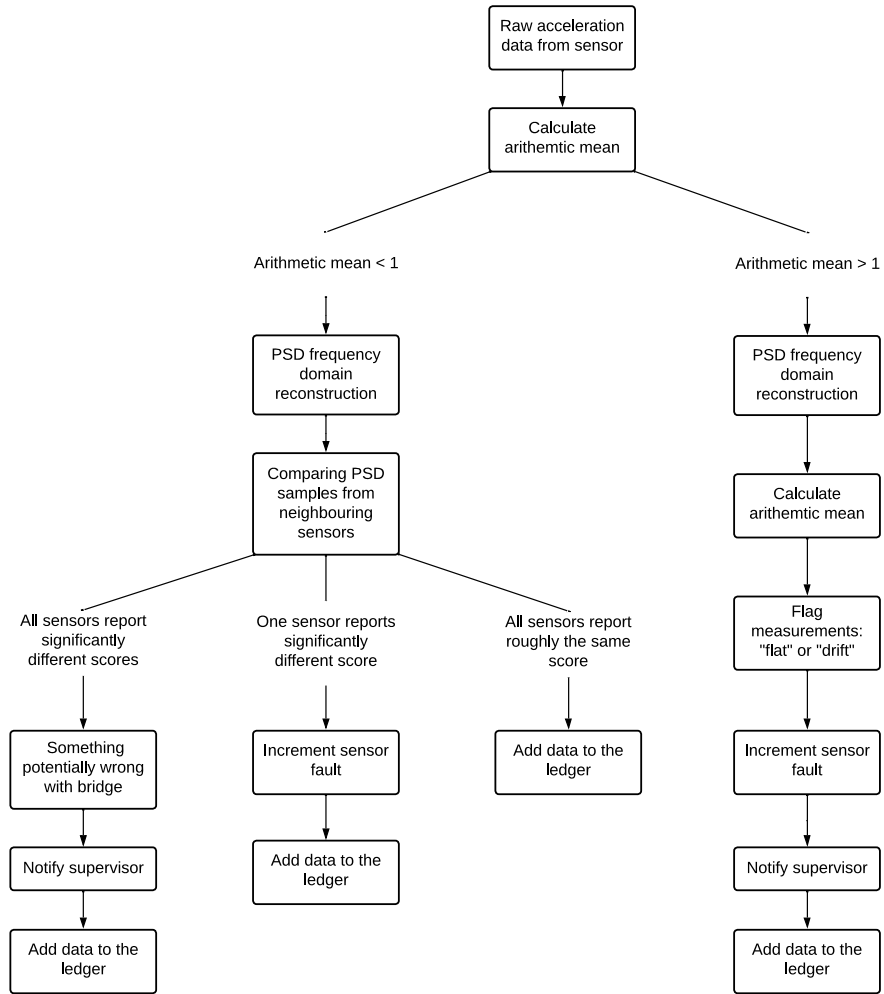 Raw acceleration
data from sensor
Calculate
arithemtic mean
Arithmetic mean < 1
Arithmetic mean > 1
PSD frequency
domain
reconstruction
PSD frequency
domain
reconstruction
Comparing PSD
samples from
neighbouring
sensors
Calculate
arithemtic mean
All sensors report
significantly
different scores
One sensor reports
significantly
different score
All sensors report
roughly the same
score
Flag
measurements:
"flat" or "drift"
Something
potentially wrong
with bridge
Increment sensor
fault
Add data to the
ledger
Increment sensor
fault
Notify supervisor
Add data to the
ledger
Notify supervisor
Add data to the
ledger
Add data to the
ledger